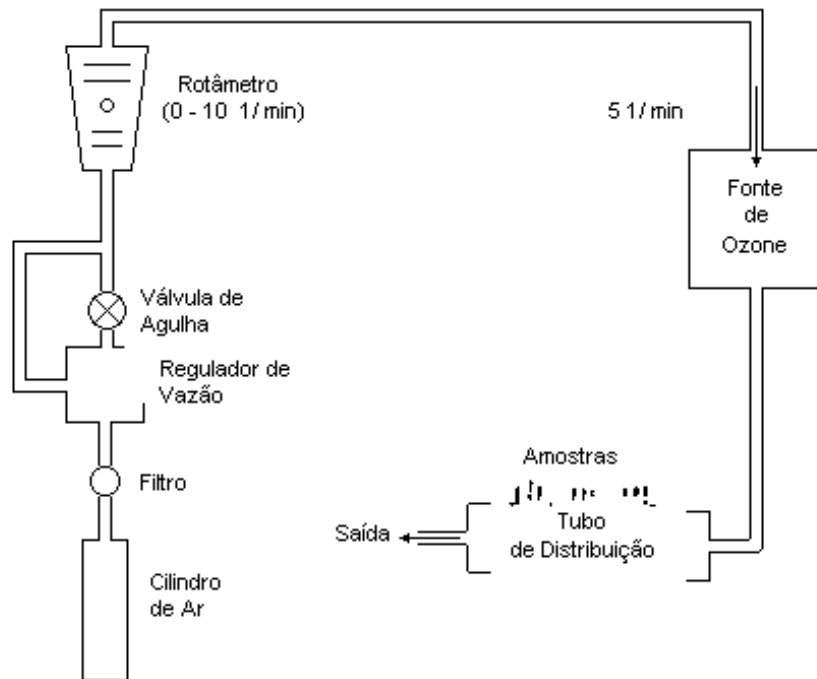 Rotâmetro
(0 - 10 1/ min)
5 1/ min
Fonte
de
Ozone
Válvula de
Agulha
Regulador de
Vazão
Filtro
Cilindro
de Ar
Amostras
Tubo
de Distribuição
Saída